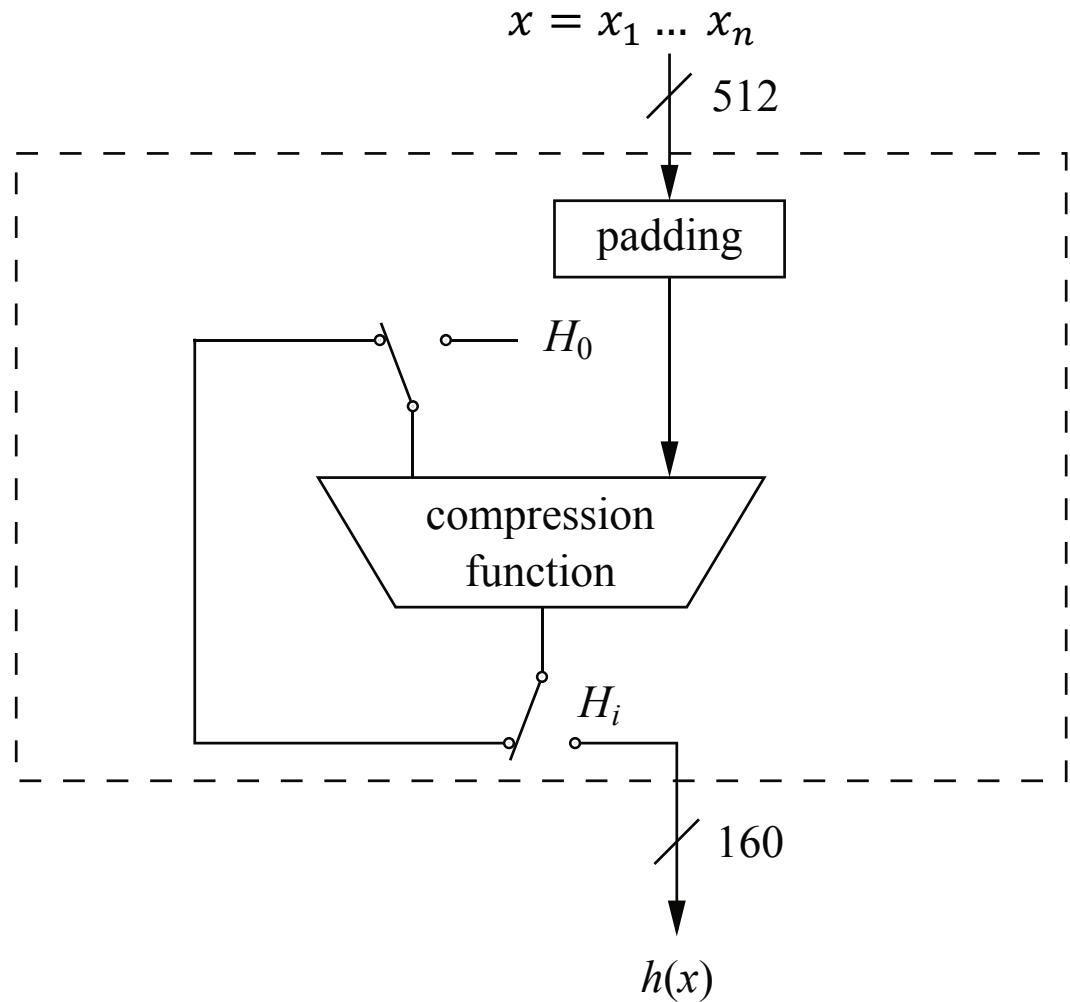 x = x₁ … xₙ
512
padding
H₀
compression
function
Hᵢ
160
h(x)